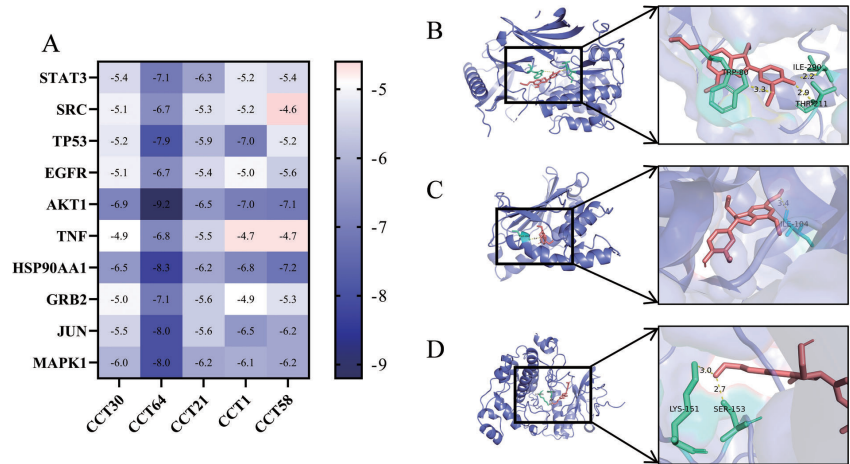 A
STAT3 -5.4 -7.1 -6.3 -5.2 -5.4
SRC -5.1 -6.7 -5.3 -5.2 -4.6
TP53 -5.2 -7.9 -5.9 -7.0 -5.2
EGFR -5.1 -6.7 -5.4 -5.0 -5.6
AKT1 -6.9 -9.2 -6.5 -7.0 -7.1
TNF -4.9 -6.8 -5.5 -4.7 -4.7
HSP90AA1 -6.5 -8.3 -6.2 -6.8 -7.2
GRB2 -5.0 -7.1 -5.6 -4.9 -5.3
JUN -5.5 -8.0 -5.6 -6.5 -6.2
MAPK1 -6.0 -8.0 -6.2 -6.1 -6.2
CCT30 CCT64 CCT21 CCT1 CCT58
-5
-6
-7
-8
-9
B
TRP-80
3.3
ILE-290
2.2
2.9
C
3.4
D
3.0
2.7
LYS-151
SER-153